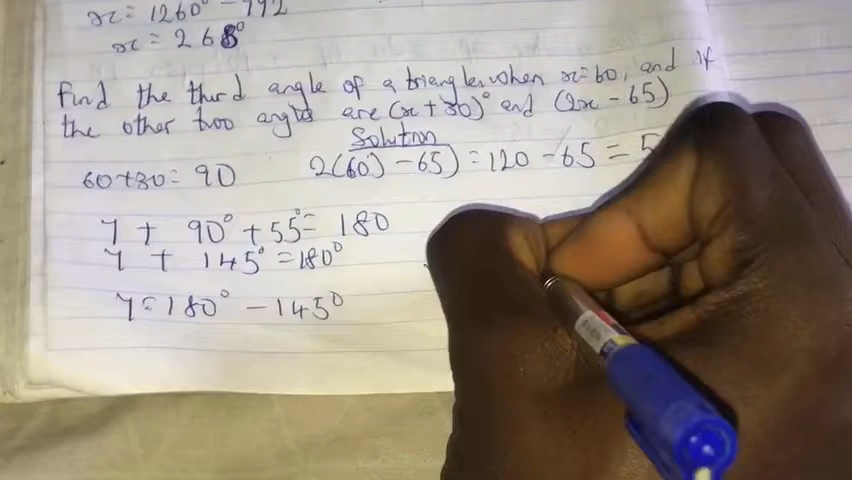 x = 1260° - 792
x = 268°
Find the third angle of a triangle when x=60, and if
the other two angles are (x + 30)° and (2x - 65)
Solution
60+30= 90 2(60) - 65) = 120 - 65 = 5
y + 90° + 55° = 180
y + 145° = 180°
y = 180° - 145°